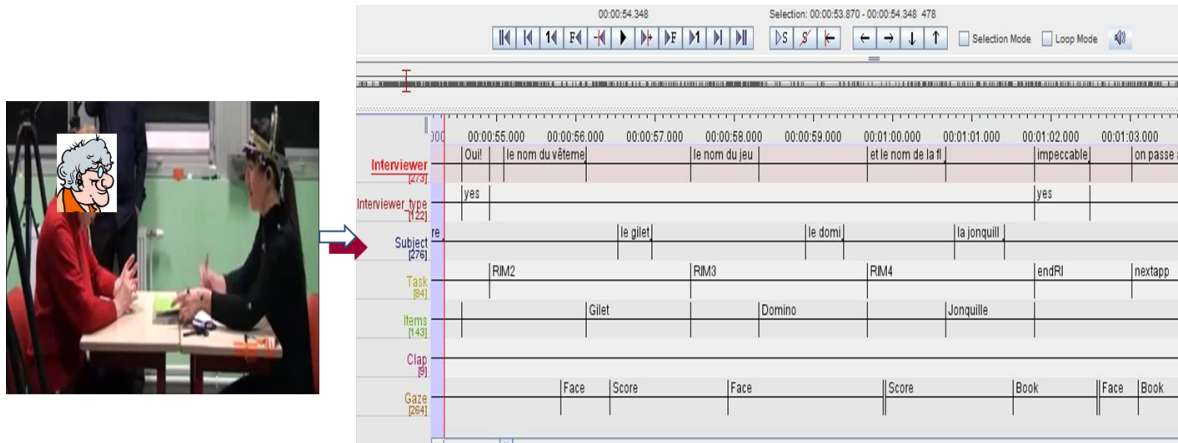 00:00:54.348 Selection: 00:00:53.870 - 00:00:54.348 478
1 F F 1 S S Selection Mode Loop Mode
000 00:00:55.000 00:00:56.000 00:00:57.000 00:00:58.000 00:00:59.000 00:01:00.000 00:01:01.000 00:01:02.000 00:01:03.000
Interviewer Oui! le nom du vêteme le nom du jeu et le nom de la fl impeccable on passe
[273]
Interviewer_type yes yes
[122]
Subject re le gilet le domi la jonquill
[276]
Task RIM2 RIM3 RIM4 endRI nextapp
[84]
Items Gilet Domino Jonquille
[143]
Clap
[9]
Gaze Face Score Face Score Book Face Book
[264]